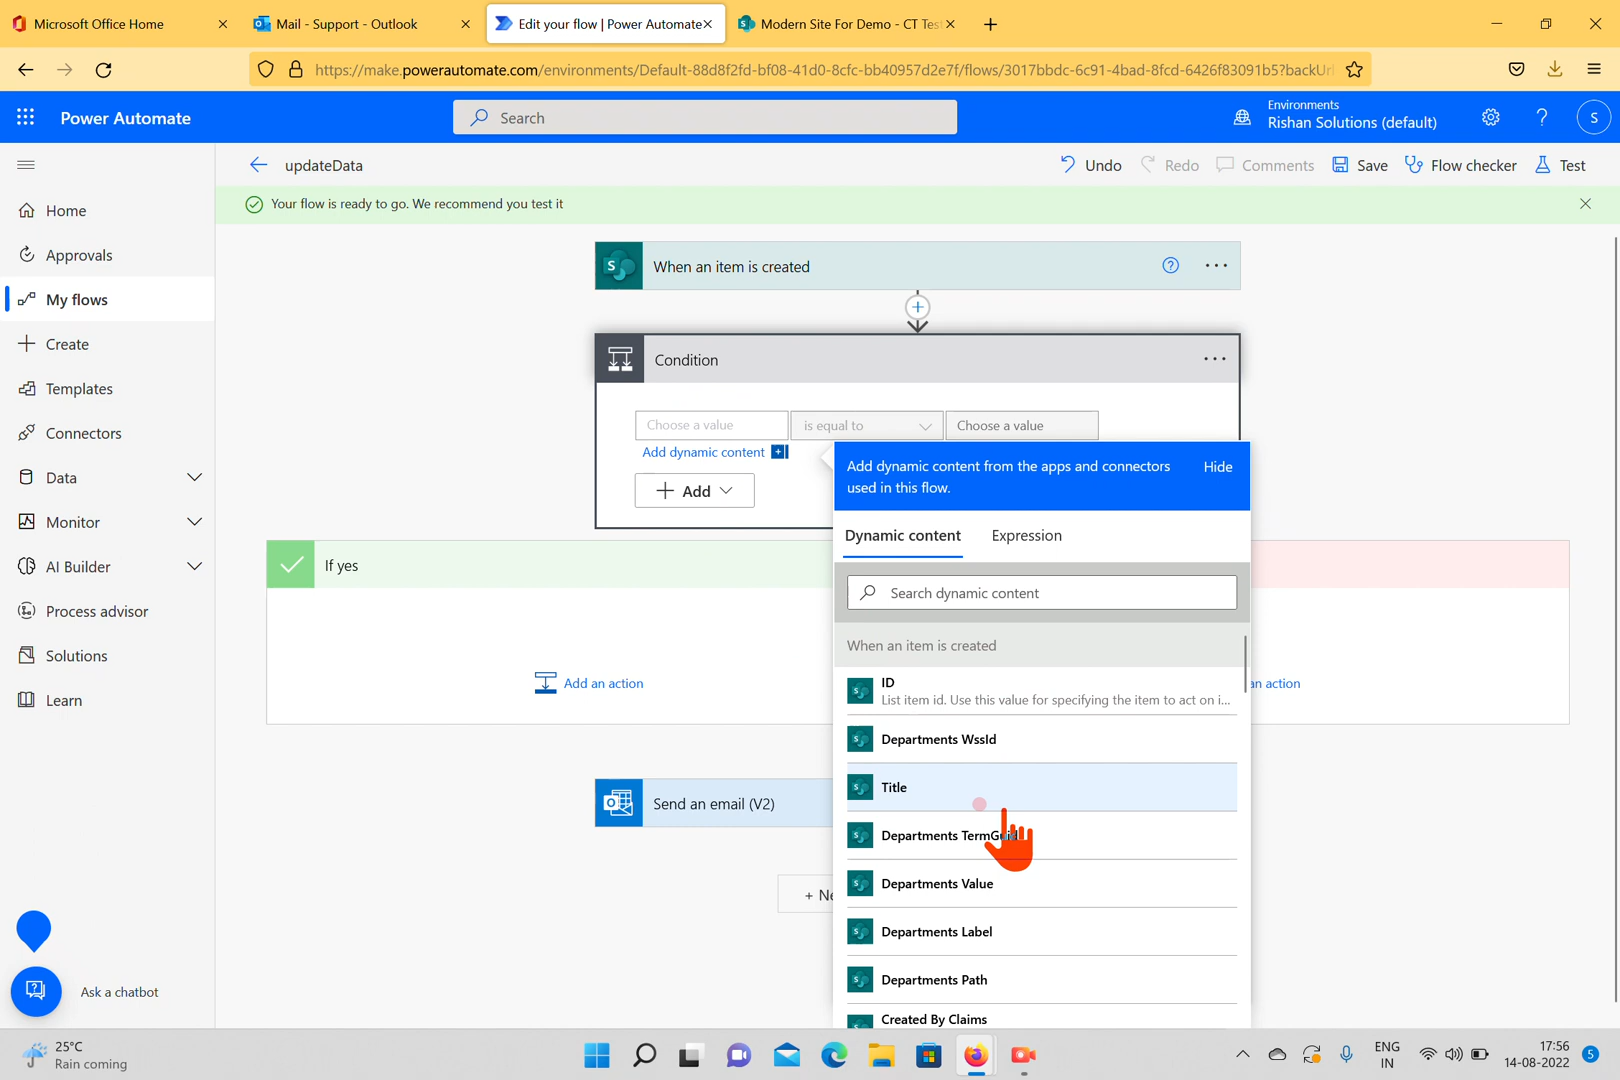 Microsoft Office Home
Mail - Support - Outlook
Edit your flow | Power Automate
Modern Site For Demo - CT Tes
https://make.powerautomate.com/environments/Default-88d8f2fd-bf08-41d0-8cfc-bb40957d2e7f/flows/3017bbdc-6c91-4bad-8fcd-6426f83091b5?backUrl
Power Automate
Search
Environments
Rishan Solutions (default)
S
updateData
Undo
Redo
Comments
Save
Flow checker
Test
Your flow is ready to go. We recommend you test it
Home
Approvals
My flows
Create
Templates
Connectors
Data
Monitor
AI Builder
Process advisor
Solutions
Learn
Ask a chatbot
When an item is created
Condition
Choose a value
is equal to
Choose a value
Add dynamic content
Add
If yes
Add an action
an action
Send an email (V2)
+ Ne
Add dynamic content from the apps and connectors
used in this flow.
Hide
Dynamic content
Expression
Search dynamic content
When an item is created
ID
List item id. Use this value for specifying the item to act on i...
Departments WssId
Title
Departments TermGuid
Departments Value
Departments Label
Departments Path
Created By Claims
25°C
Rain coming
ENG
IN
17:56
14-08-2022
5